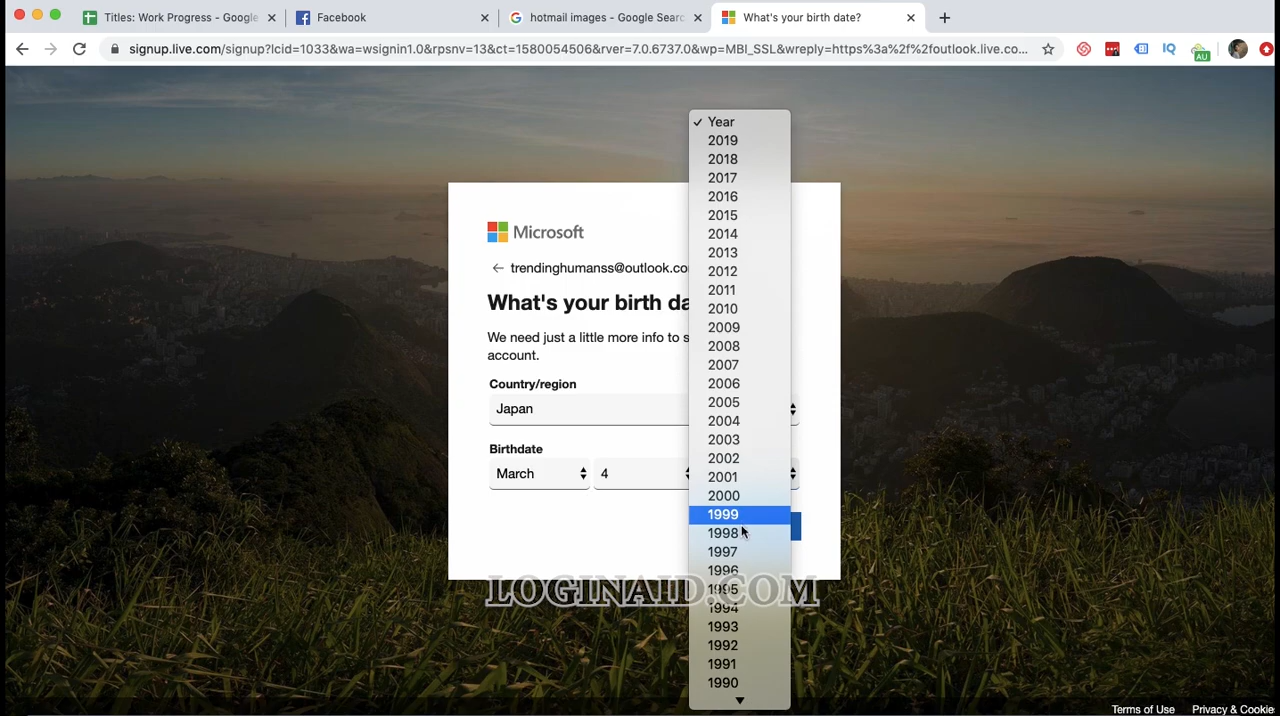 Titles: Work Progress - Google
Facebook
hotmail images - Google Searc
What's your birth date?
signup.live.com/signup?lcid=1033&wa=wsignin1.0&rpsnv=13&ct=1580054506&rver=7.0.6737.0&wp=MBI_SSL&wreply=https%3a%2f%2foutlook.live.co...
IQ
AU
Microsoft
trendinghumanss@outlook.co
What's your birth da
We need just a little more info to s
account.
Country/region
Japan
Birthdate
March
4
Year
2019
2018
2017
2016
2015
2014
2013
2012
2011
2010
2009
2008
2007
2006
2005
2004
2003
2002
2001
2000
1999
1998
1997
1996
1995
1994
1993
1992
1991
1990
LOGINAID.COM
Terms of Use
Privacy & Cookie